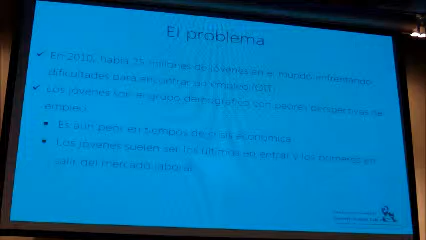 El problema
En 2010, había 75 millones de jóvenes en el mundo enfrentando
dificultades para encontrar un empleo (OIT)
Los jóvenes son el grupo demográfico con peores perspectivas de
empleo:
Es aún peor en tiempos de crisis económica
Los jóvenes suelen ser los últimos en entrar y los primeros en
salir del mercado laboral